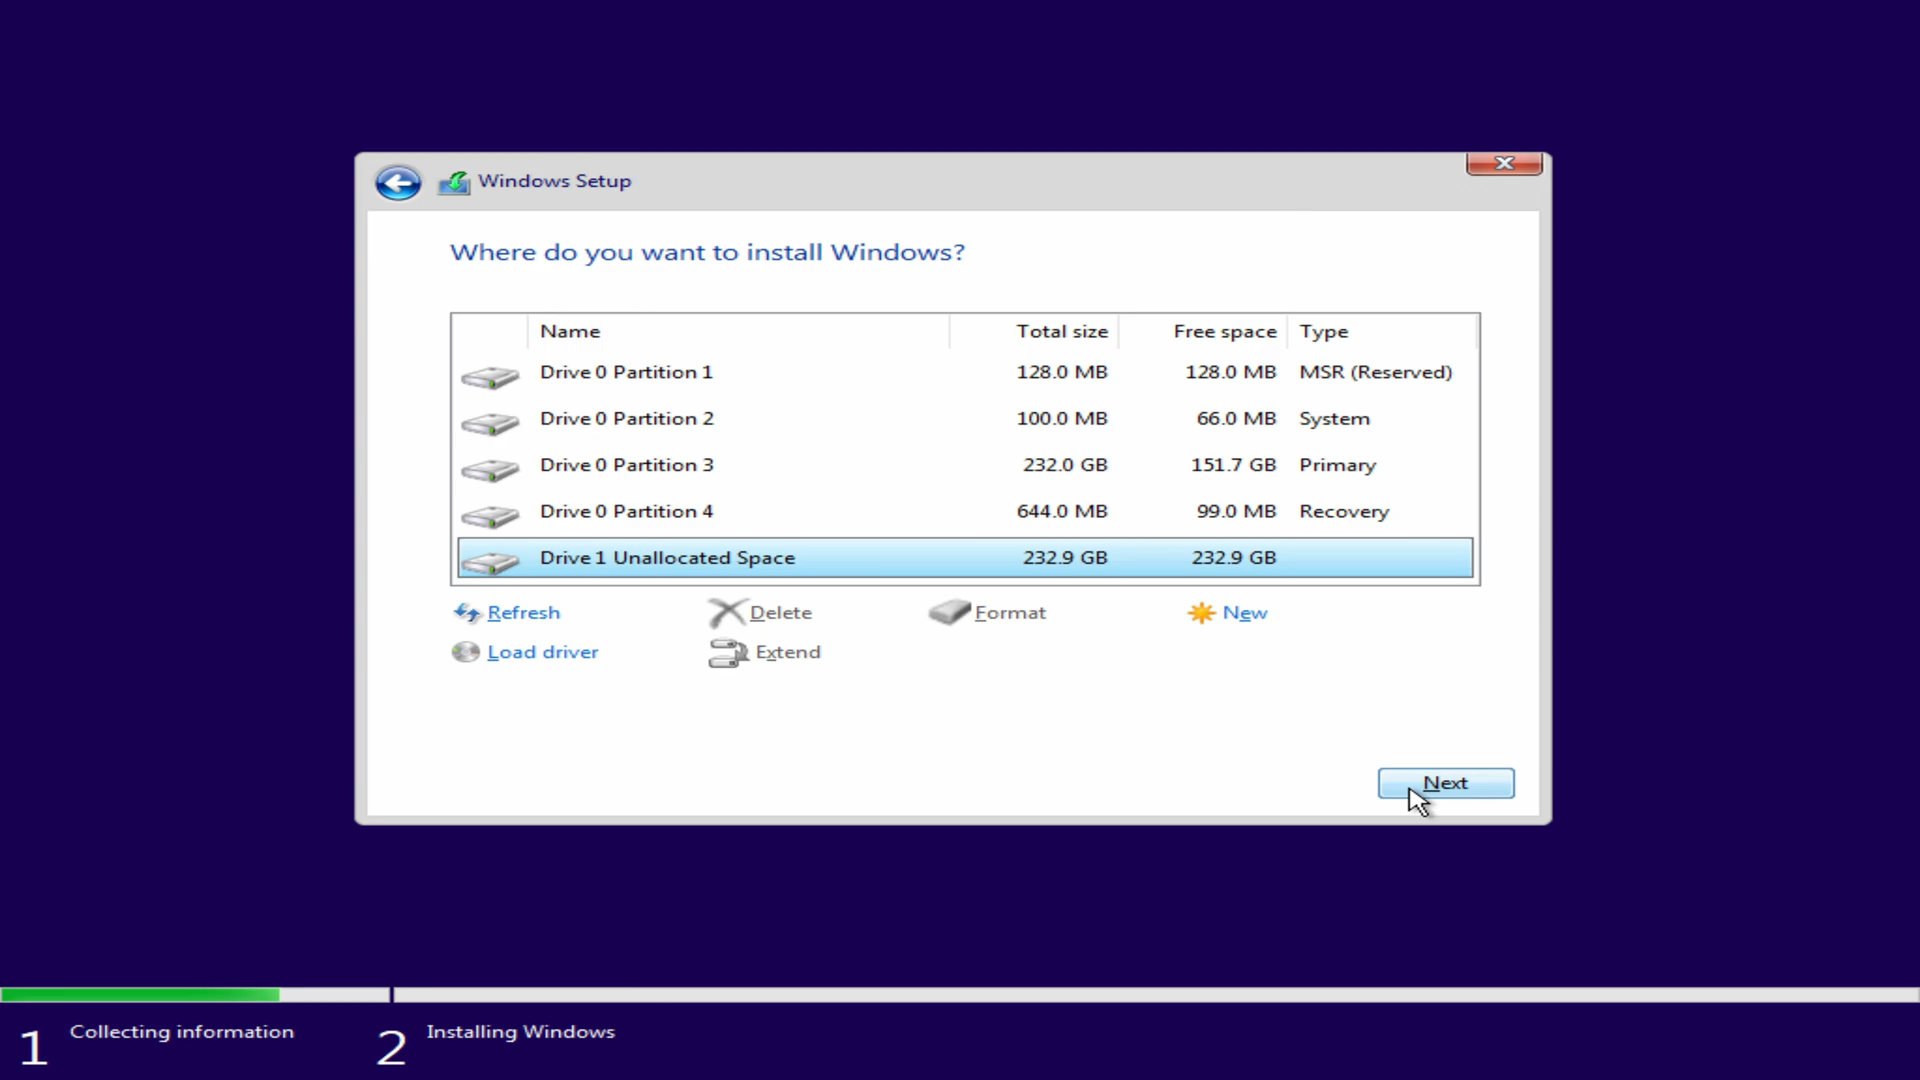 Windows Setup
Where do you want to install Windows?
Name Total size Free space Type
Drive 0 Partition 1 128.0 MB 128.0 MB MSR (Reserved)
Drive 0 Partition 2 100.0 MB 66.0 MB System
Drive 0 Partition 3 232.0 GB 151.7 GB Primary
Drive 0 Partition 4 644.0 MB 99.0 MB Recovery
Drive 1 Unallocated Space 232.9 GB 232.9 GB
Refresh Delete Format New
Load driver Extend
Next
1 Collecting information 2 Installing Windows